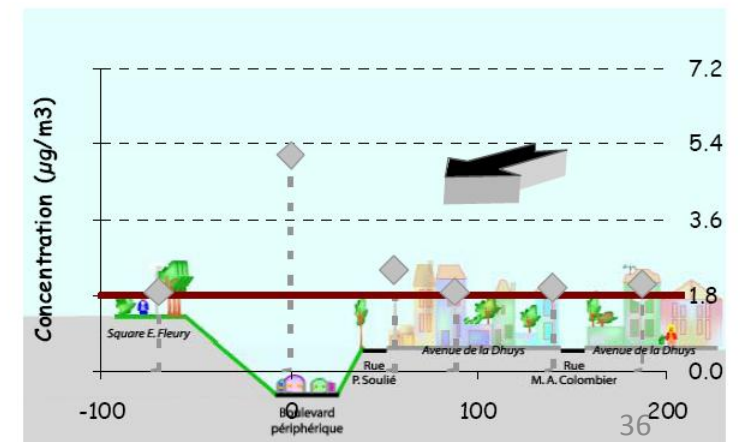 Concentration (µg/m3)
7.2
5.4
3.6
1.8
0.0
Square E. Fleury
Avenue de la Dhuys
Avenue de la Dhuys
Rue
P. Soulié
Rue
M. A. Colombier
-100
0
100
200
Boulevard
périphérique
36